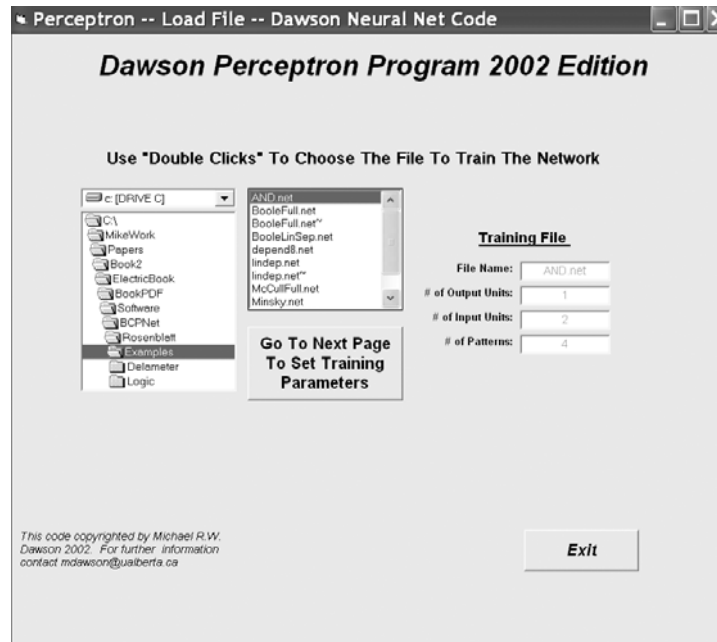 Perceptron -- Load File -- Dawson Neural Net Code
Dawson Perceptron Program 2002 Edition
Use "Double Clicks" To Choose The File To Train The Network
c: [DRIVE C]
C:\
MikeWork
Papers
Book2
ElectricBook
BookPDF
Software
BCPNet
Rosenblatt
Examples
Delameter
Logic
AND.net
BooleFull.net
BooleFull.net~
BooleLinSep.net
depend8.net
lindep.net
lindep.net~
McCullFull.net
Minsky.net
Go To Next Page
To Set Training
Parameters
Training File
File Name: AND.net
# of Output Units: 1
# of Input Units: 2
# of Patterns: 4
This code copyrighted by Michael R.W.
Dawson 2002. For further information
contact mdawson@ualberta.ca
Exit